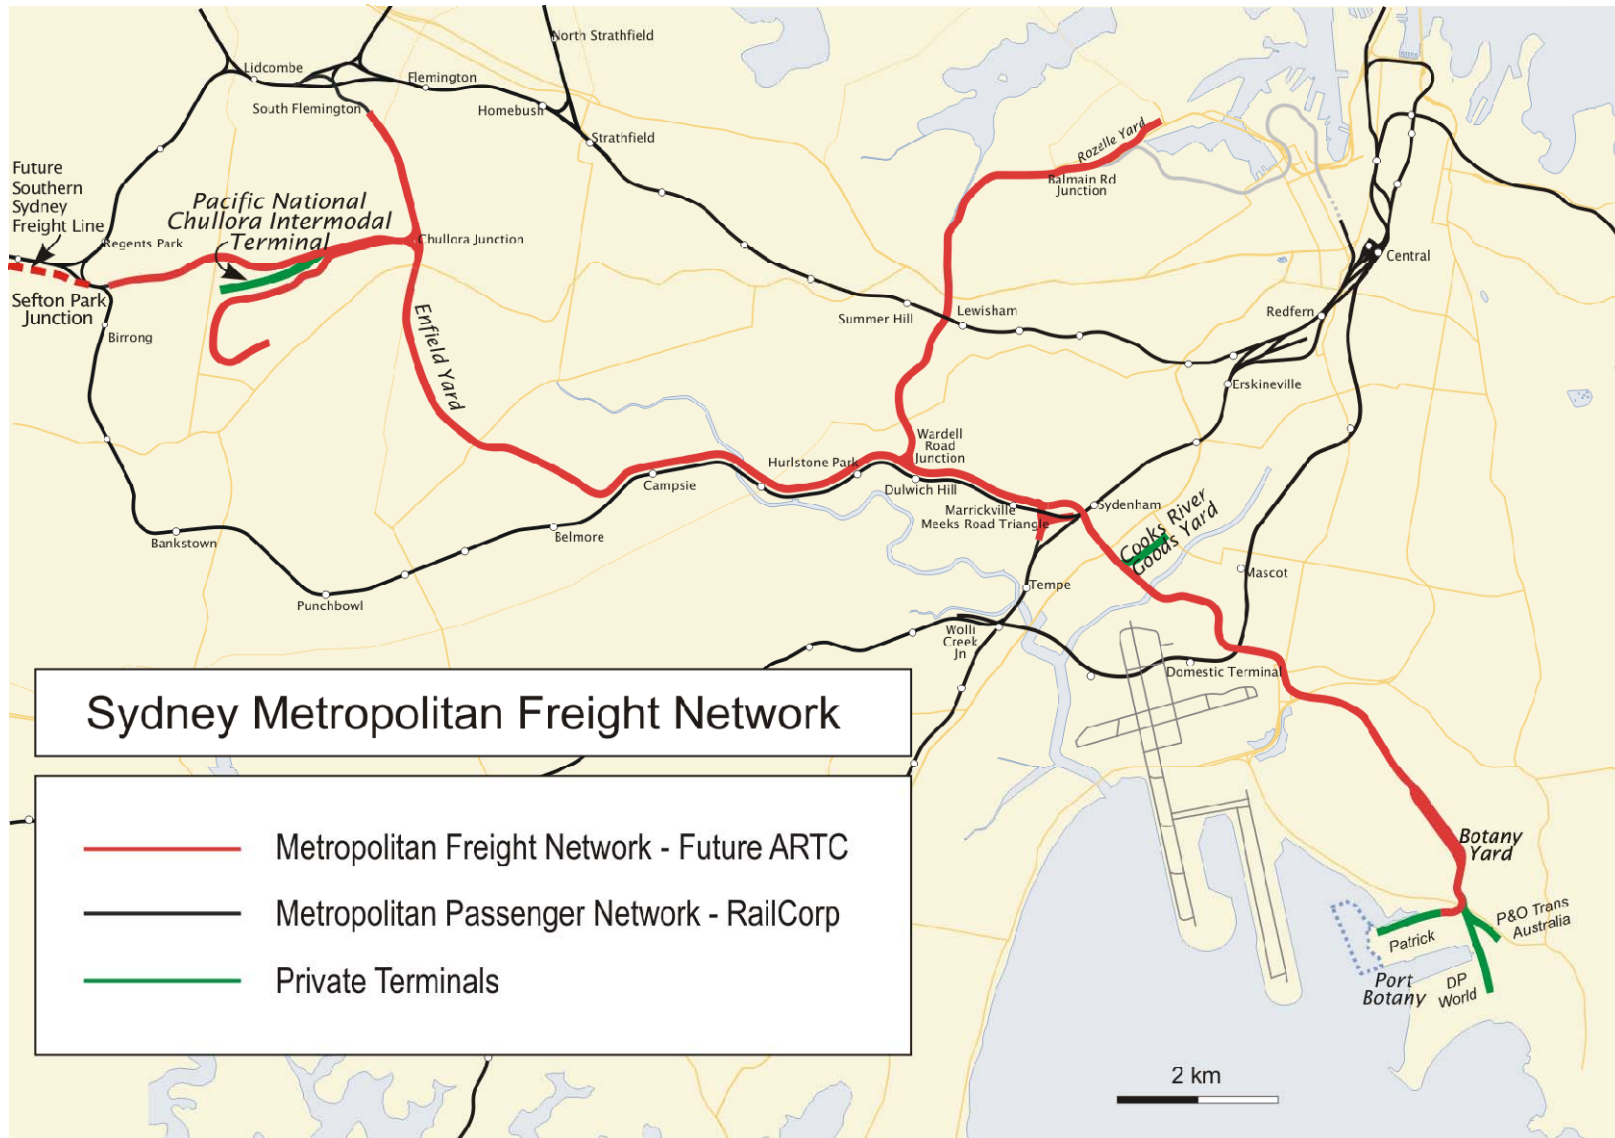 North Strathfield
Lidcombe
Flemington
South Flemington
Homebush
Strathfield
Future
Southern
Sydney
Freight Line
Pacific National
Chullora Intermodal
Terminal
Regents Park
Chullora Junction
Sefton Park
Junction
Birrong
Enfield Yard
Rozelle Yard
Balmain Rd
Junction
Central
Summer Hill
Lewisham
Redfern
Erskineville
Wardell
Road
Junction
Hurlstone Park
Campsie
Dulwich Hill
Marrickville
Meeks Road Triangle
Sydenham
Cooks River
Goods Yard
Bankstown
Belmore
Punchbowl
Mascot
Tempe
Wolli
Creek
Jn
Domestic Terminal
Sydney Metropolitan Freight Network
Metropolitan Freight Network - Future ARTC
Metropolitan Passenger Network - RailCorp
Private Terminals
Botany
Yard
P&O Trans
Australia
Patrick
Port
Botany
DP
World
2 km